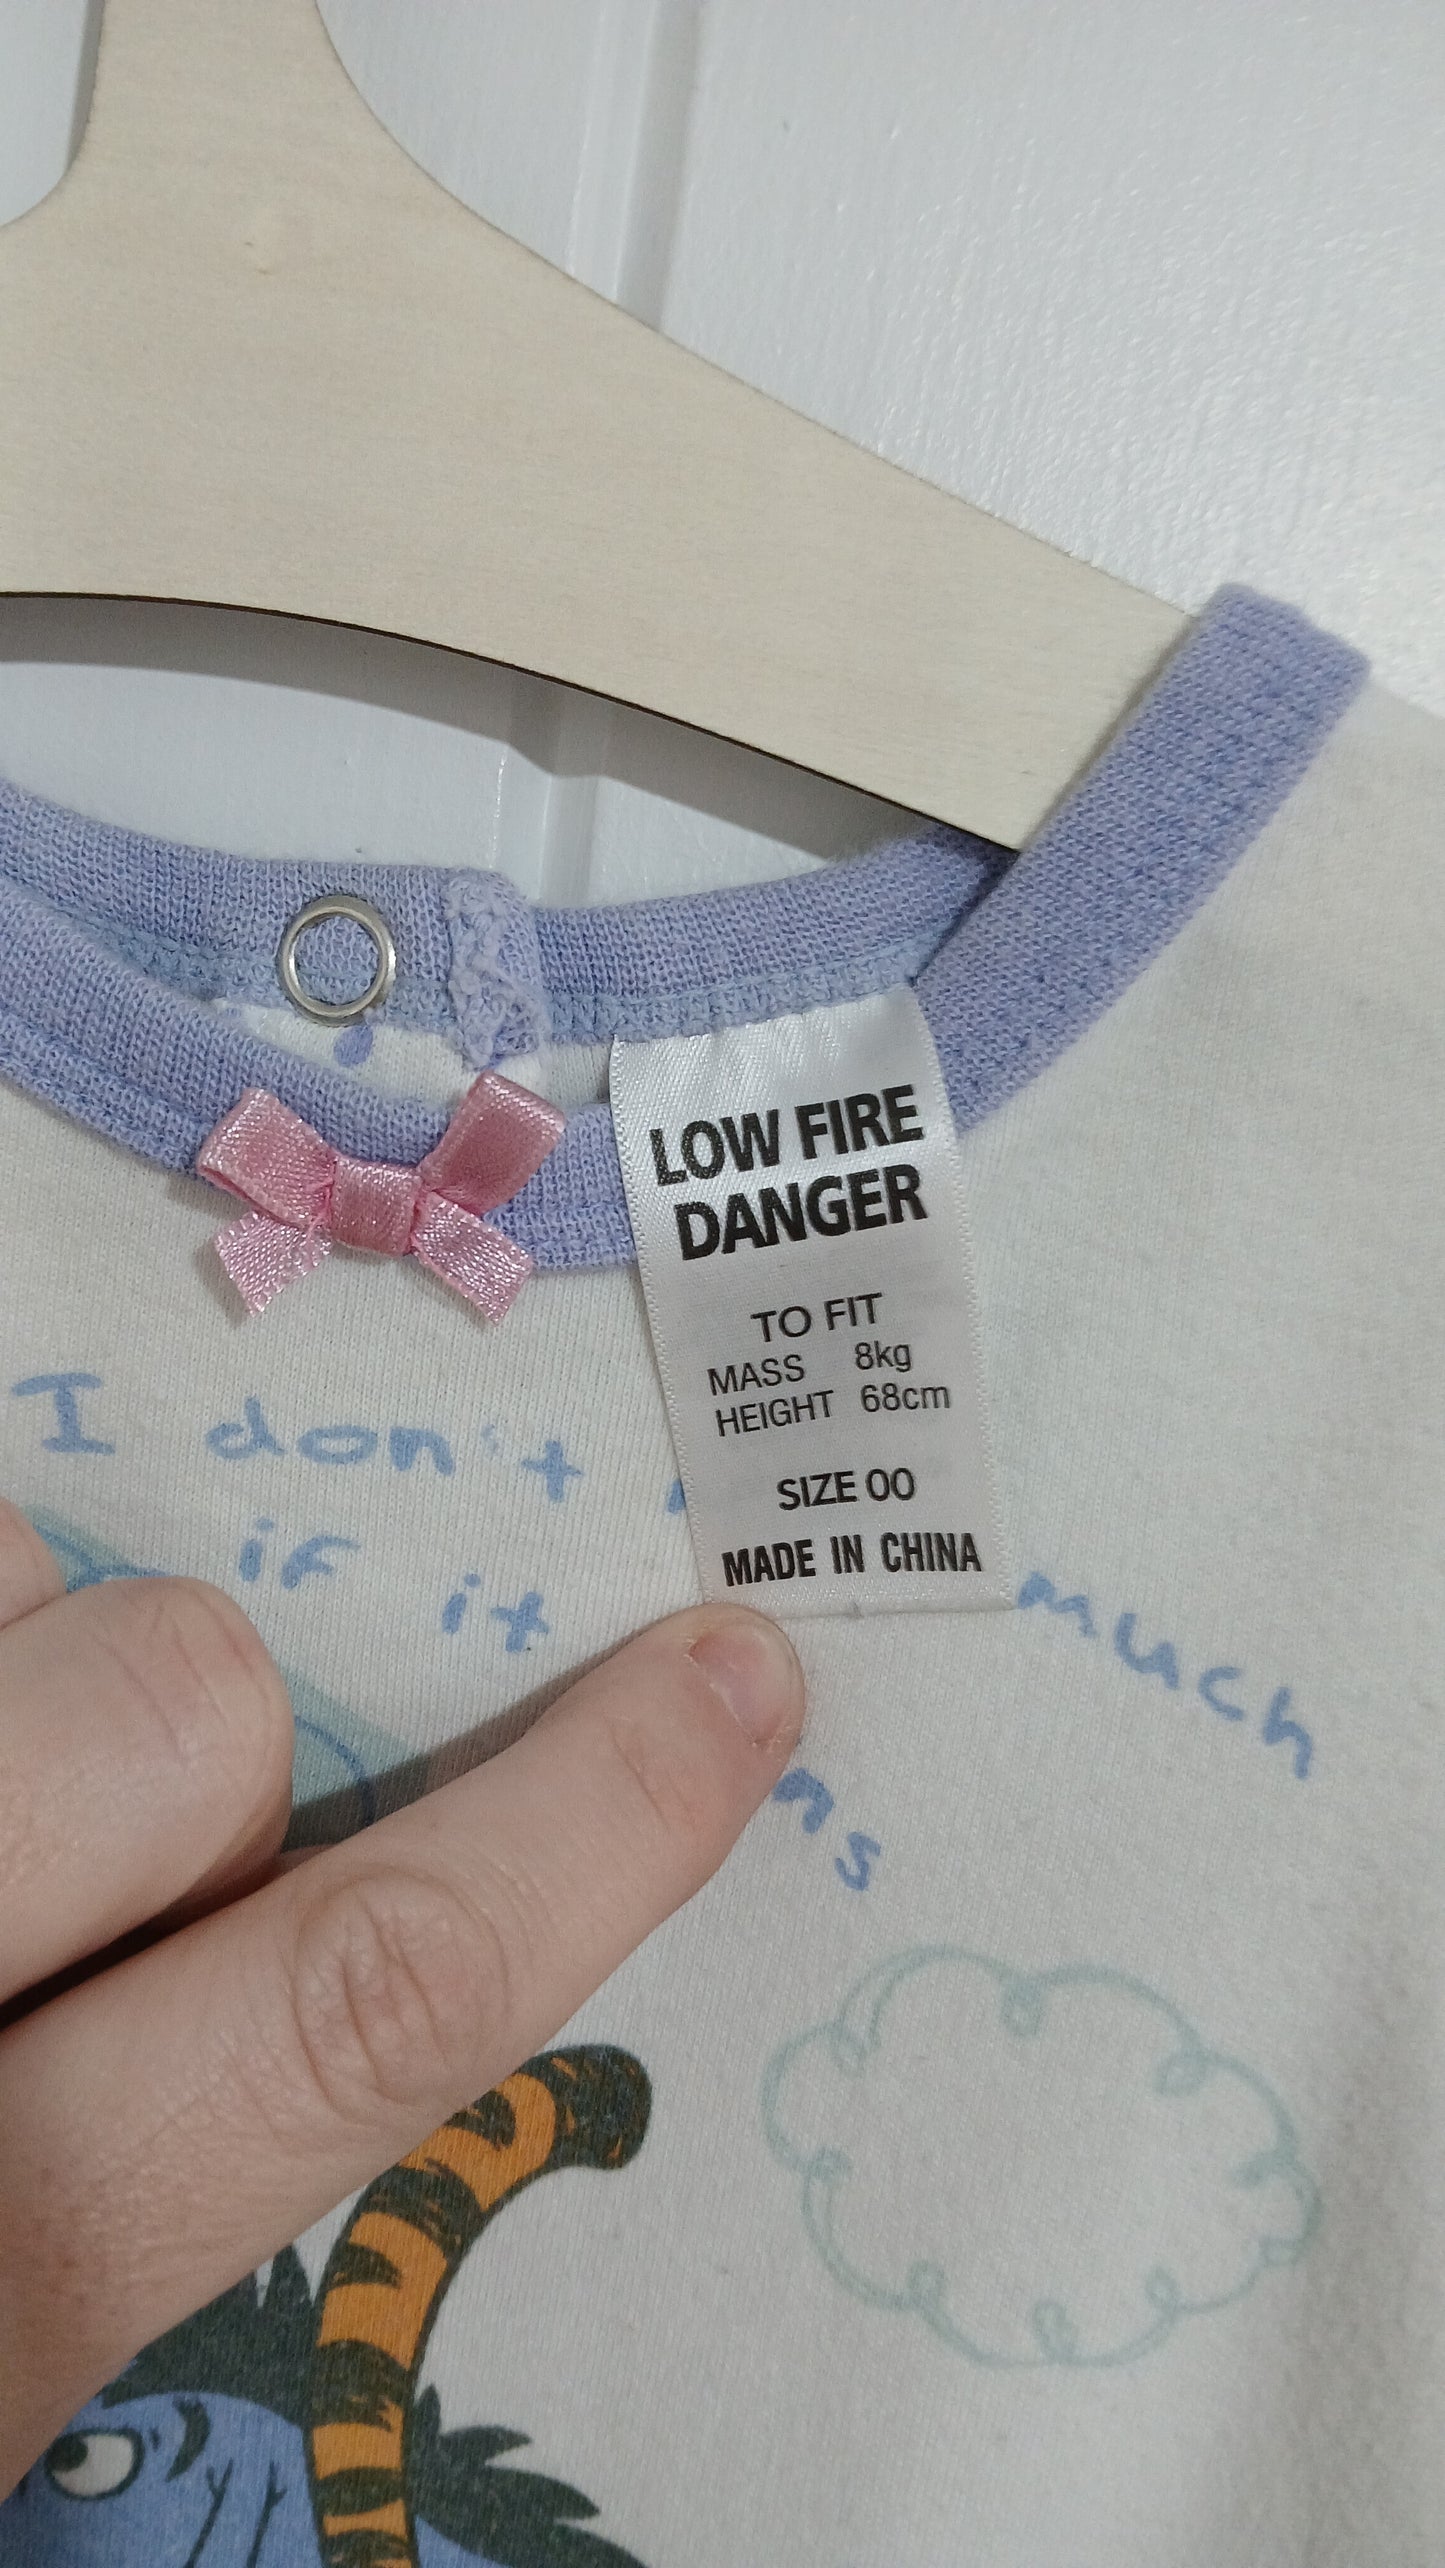 LOW FIRE
DANGER
TO FIT
MASS 8kg
HEIGHT 68cm
SIZE 00
MADE IN CHINA
I don't much
if it